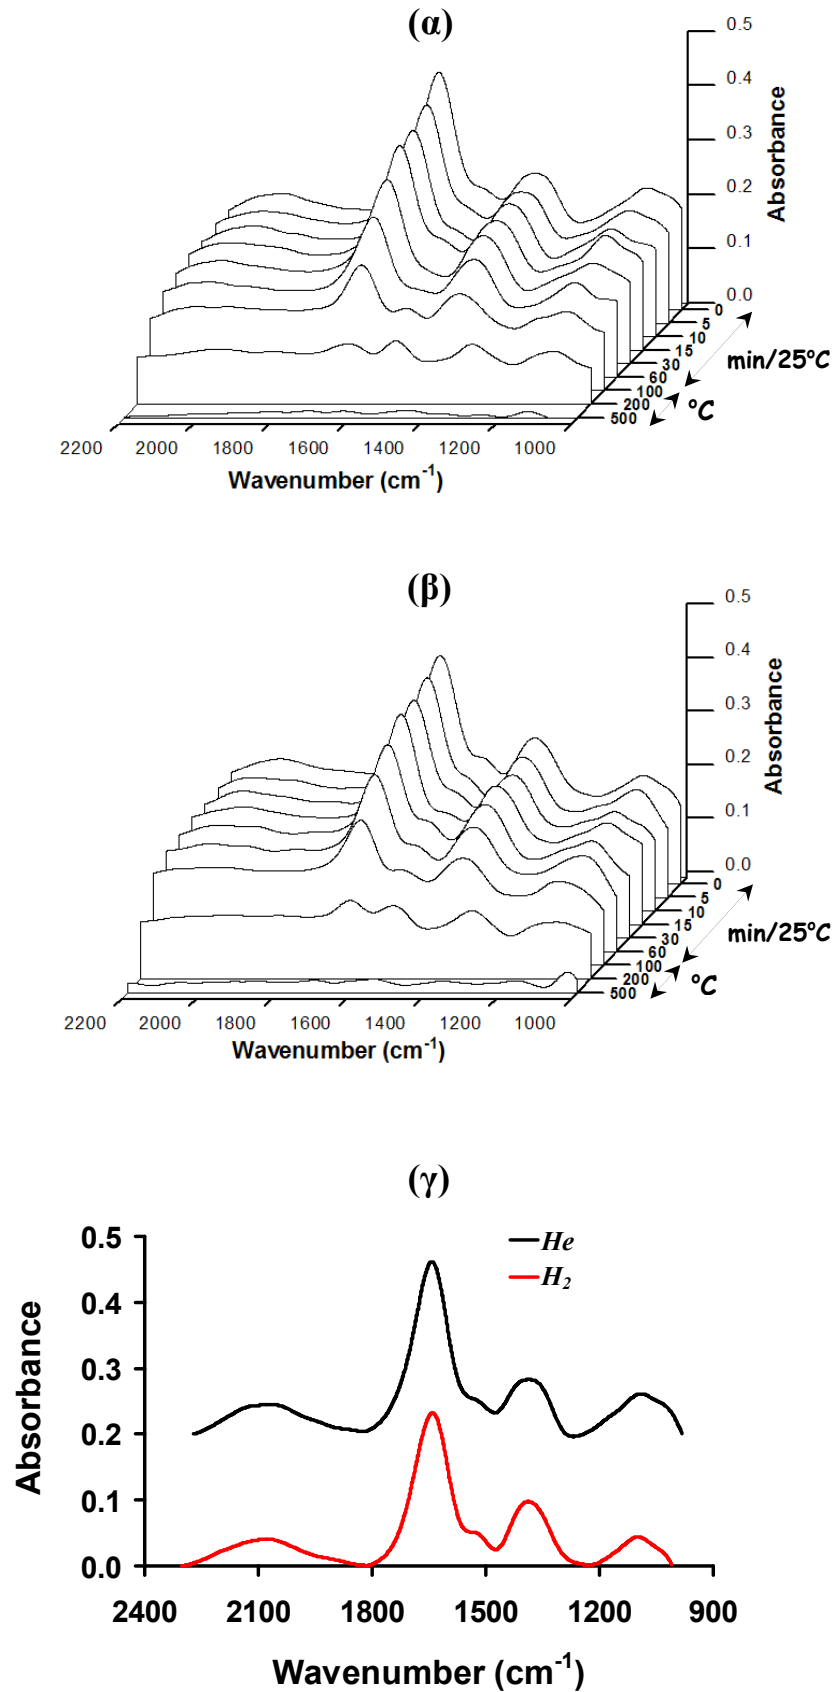 (α)
0.5
0.4
0.3
0.2
0.1
0.0
Absorbance
0
5
10
15
30
60
100
200
500
min/25°C
°C
2200 2000 1800 1600 1400 1200 1000
Wavenumber (cm-1)
(β)
0.5
0.4
0.3
0.2
0.1
0.0
Absorbance
0
5
10
15
30
60
100
200
500
min/25°C
°C
2200 2000 1800 1600 1400 1200 1000
Wavenumber (cm-1)
(γ)
He
H2
0.5
0.4
0.3
0.2
0.1
0.0
Absorbance
2400 2100 1800 1500 1200 900
Wavenumber (cm-1)